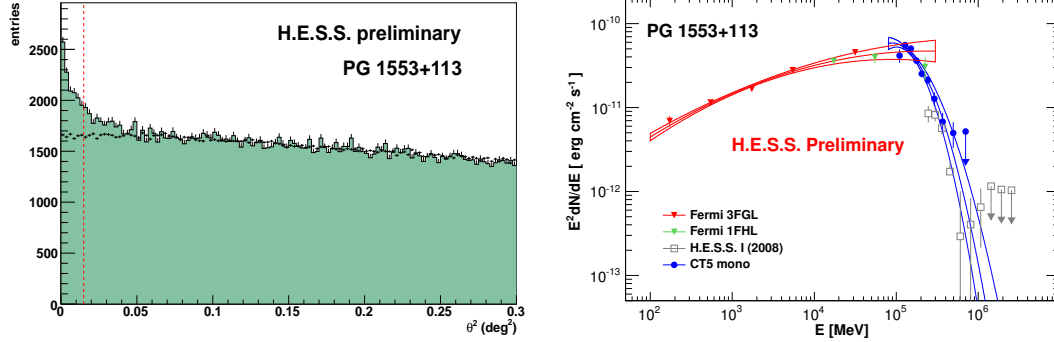 entries
H.E.S.S. preliminary
PG 1553+113
2500
2000
1500
1000
500
0
0 0.05 0.1 0.15 0.2 0.25 0.3
θ² (deg²)
E²dN/dE [ erg cm⁻² s⁻¹ ]
PG 1553+113
10⁻¹⁰
10⁻¹¹
10⁻¹²
10⁻¹³
H.E.S.S. Preliminary
Fermi 3FGL
Fermi 1FHL
H.E.S.S. I (2008)
CT5 mono
10² 10³ 10⁴ 10⁵ 10⁶
E [MeV]